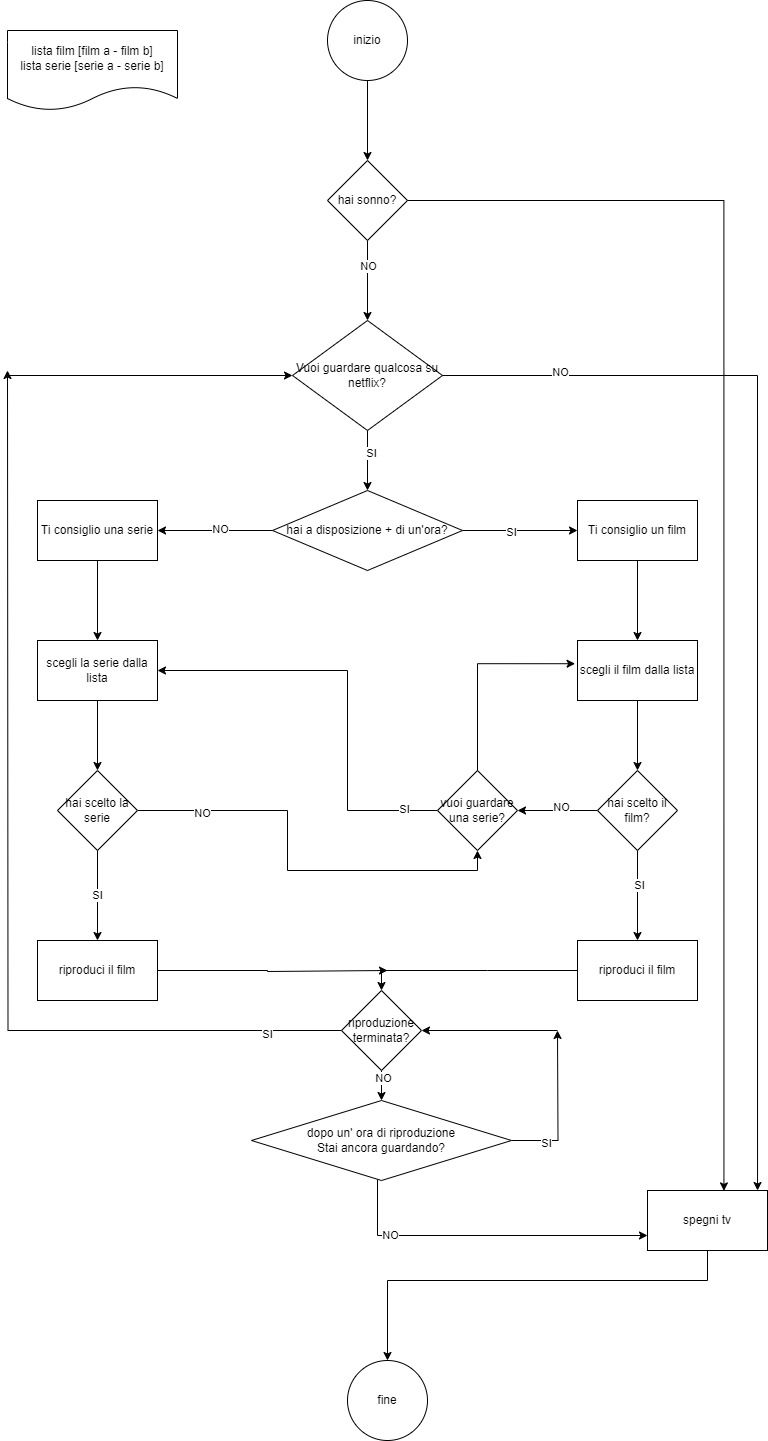 inizio
lista film [film a - film b]
lista serie [serie a - serie b]
hai sonno?
NO
Vuoi guardare qualcosa su
netflix?
NO
SI
Ti consiglio una serie
NO
hai a disposizione + di un'ora?
SI
Ti consiglio un film
scegli la serie dalla
lista
scegli il film dalla lista
hai scelto la
serie
NO
SI
vuoi guardare
una serie?
NO
hai scelto il
film?
SI
SI
riproduci il film
riproduci il film
riproduzione
terminata?
SI
NO
dopo un' ora di riproduzione
Stai ancora guardando?
SI
NO
spegni tv
fine